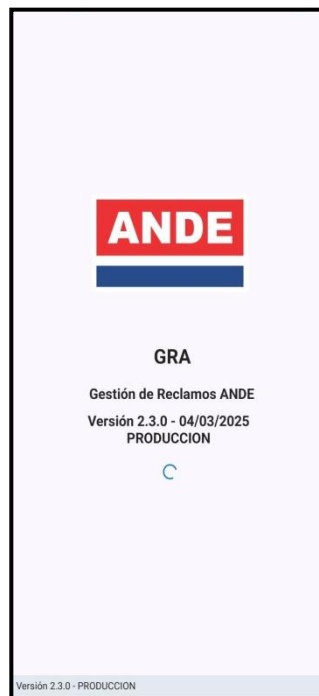 ANDE
GRA
Gestión de Reclamos ANDE
Versión 2.3.0 - 04/03/2025
PRODUCCION
Versión 2.3.0 - PRODUCCION